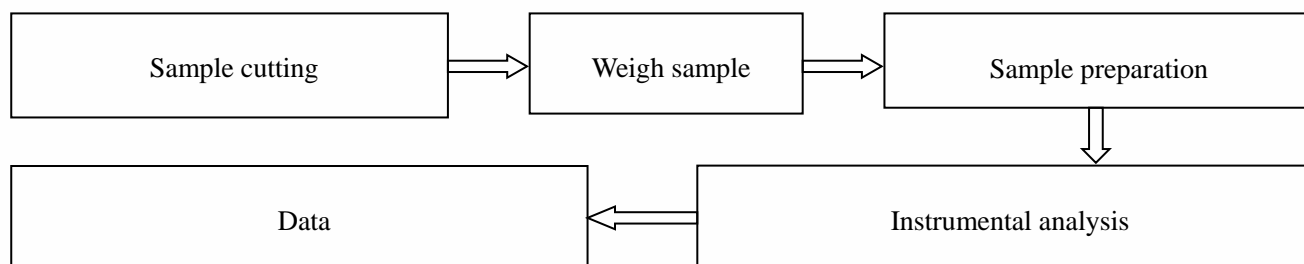 Sample cutting
Weigh sample
Sample preparation
Instrumental analysis
Data